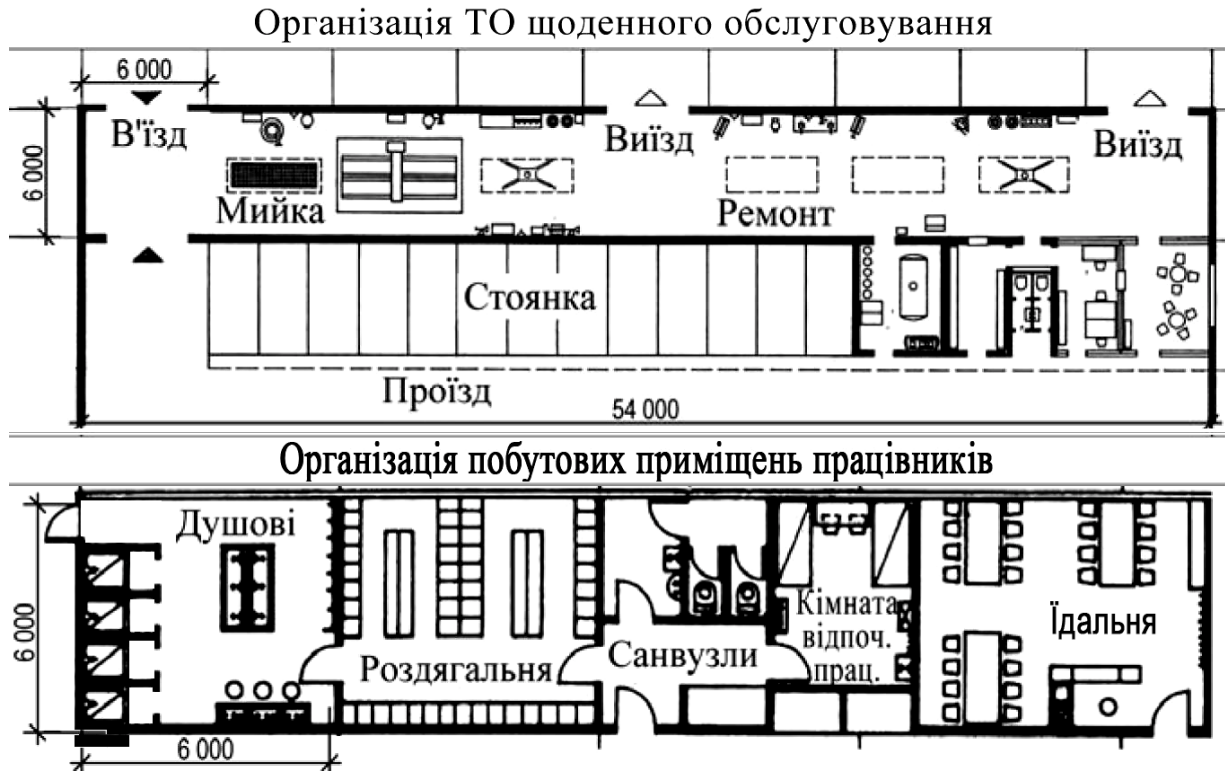 Організація ТО щоденного обслуговування
6 000
В'їзд
Виїзд
Виїзд
6 000
Мийка
Ремонт
Стоянка
Проїзд
54 000
Організація побутових приміщень працівників
Душові
6 000
Кімната
відпоч.
прац.
Їдальня
Роздягальня
Санвузли
6 000